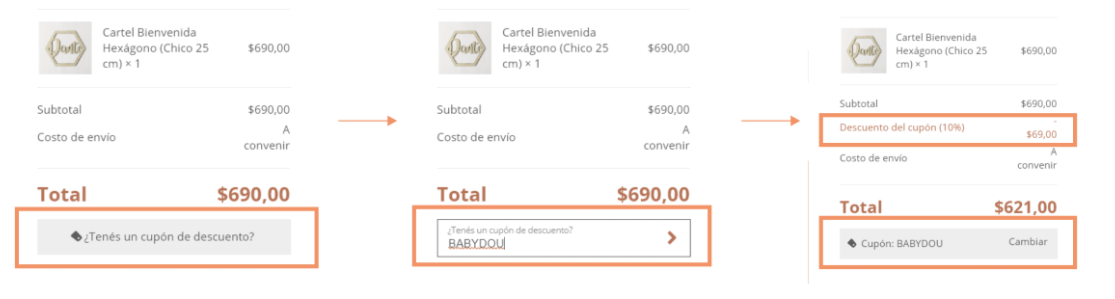 Dante
Cartel Bienvenida
Hexágono (Chico 25
cm) × 1
$690,00
Subtotal
$690,00
Costo de envío
A
convenir
Total
$690,00
¿Tenés un cupón de descuento?
Dante
Cartel Bienvenida
Hexágono (Chico 25
cm) × 1
$690,00
Subtotal
$690,00
Costo de envío
A
convenir
Total
$690,00
¿Tenés un cupón de descuento?
BABYDOU
Dante
Cartel Bienvenida
Hexágono (Chico 25
cm) × 1
$690,00
Subtotal
$690,00
Descuento del cupón (10%)
-
$69,00
Costo de envío
A
convenir
Total
$621,00
Cupón: BABYDOU
Cambiar